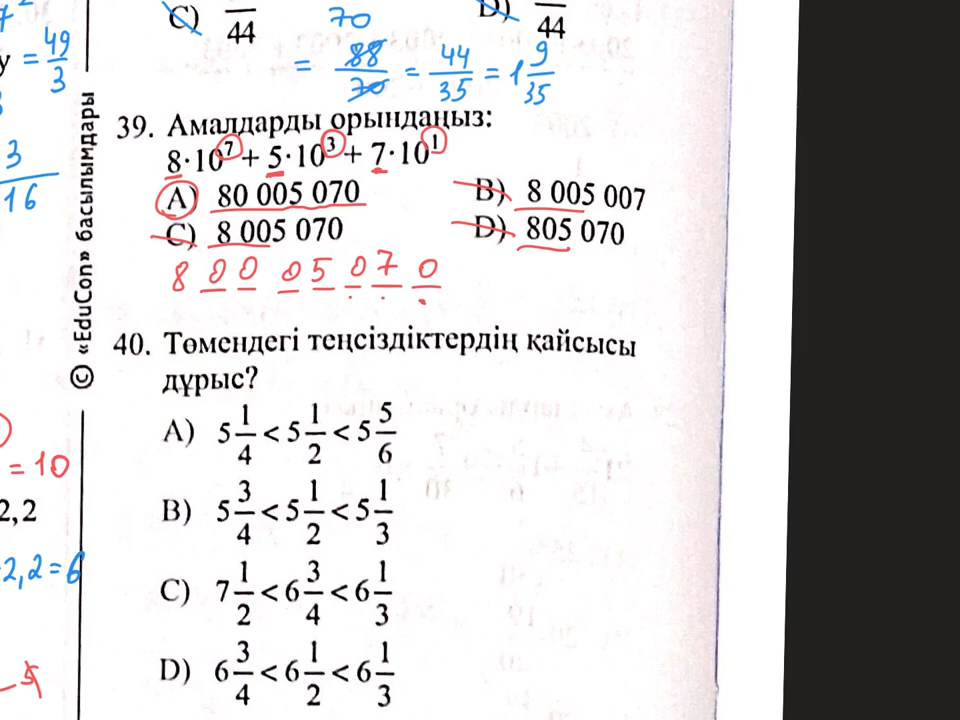 70
C) 44 D) 44
= 88/70 = 44/35 = 1 9/35
y = 49/3
3/16
= 10
2,2
2,2 = 6
© «EduCon» басылымдары
39. Амалдарды орындаңыз:
8·10⁷ + 5·10³ + 7·10¹
A) 80 005 070 B) 8 005 007
C) 8 005 070 D) 805 070
8 0 0 0 5 0 7 0
40. Төмендегі теңсіздіктердің қайсысы
дұрыс?
A) 5 1/4 < 5 1/2 < 5 5/6
B) 5 3/4 < 5 1/2 < 5 1/3
C) 7 1/2 < 6 3/4 < 6 1/3
D) 6 3/4 < 6 1/2 < 6 1/3